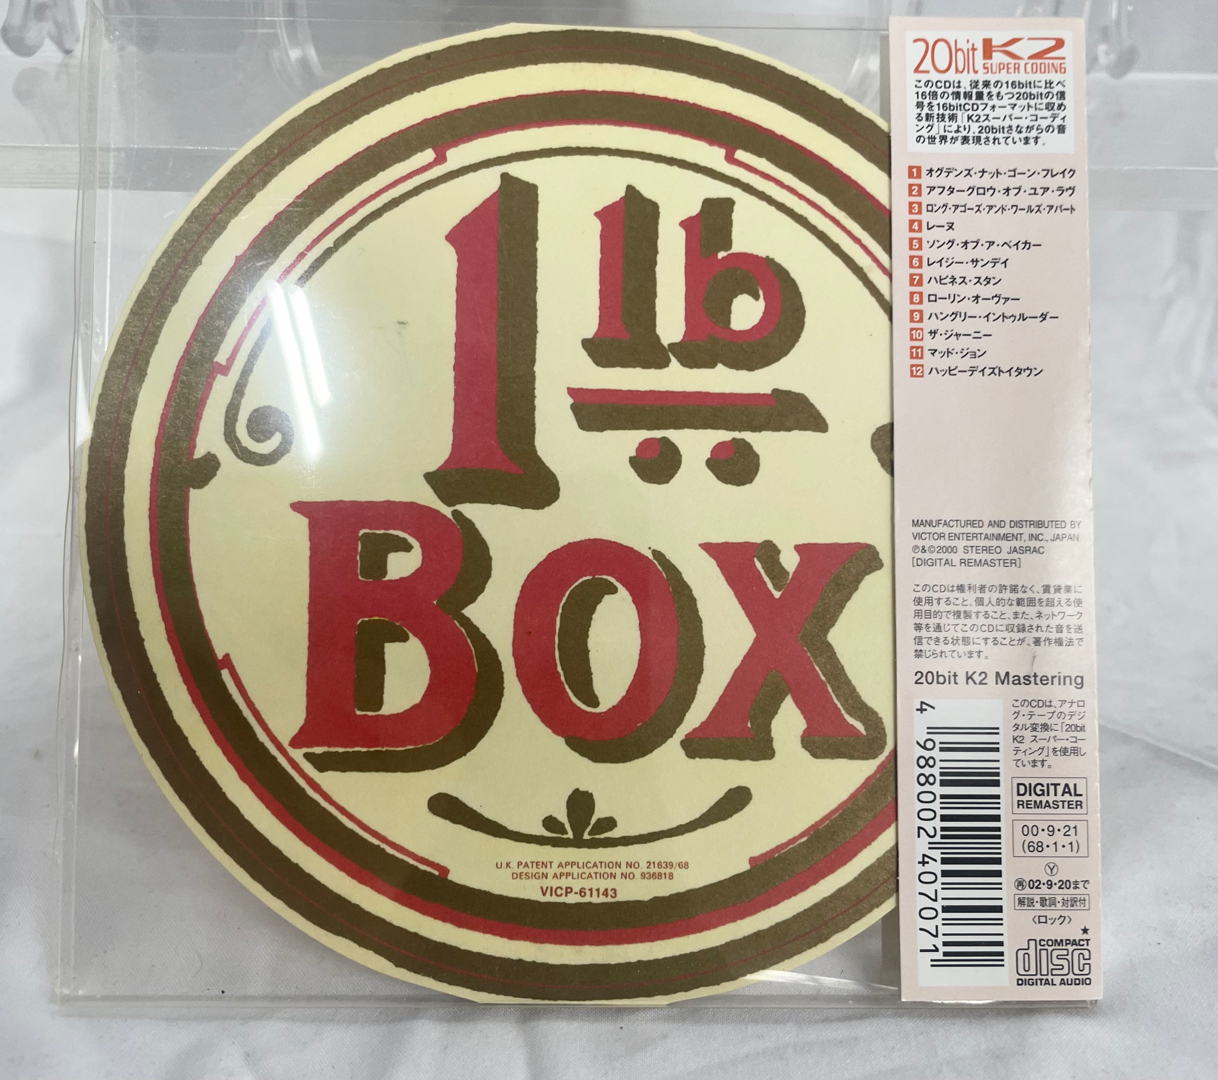 1 lb
BOX
U.K. PATENT APPLICATION NO. 21639/68
DESIGN APPLICATION NO. 936818
VICP-61143
20bit K2
SUPER CODING
このCDは、従来の16bitに比べ
16倍の情報量をもつ20bitの信
号を16bitCDフォーマットに収め
る新技術「K2スーパー・コーディ
ング」により、20bitさながらの音
の世界が表現されています。
1 オグデンズ・ナット・ゴーン・フレイク
2 アフターグロウ・オブ・ユア・ラヴ
3 ロング・アゴーズ・アンド・ワールズ・アパート
4 レーヌ
5 ソング・オブ・ア・ベイカー
6 レイジー・サンデイ
7 ハピネス・スタン
8 ローリン・オーヴァー
9 ハングリー・イントゥルーダー
10 ザ・ジャーニー
11 マッド・ジョン
12 ハッピーデイズトイタウン
MANUFACTURED AND DISTRIBUTED BY
VICTOR ENTERTAINMENT, INC., JAPAN
℗&©2000 STEREO JASRAC
[DIGITAL REMASTER]
このCDは権利者の許諾なく、賃貸業に
使用すること、個人的な範囲を超える使
用目的で複製すること、また、ネットワーク
等を通じてこのCDに収録された音を送
信できる状態にすることが、著作権法で
禁じられています。
20bit K2 Mastering
4 988002 407071
このCDは、アナロ
グ・テープのデジ
タル変換に「20bit
K2 スーパー・コー
ティング」を使用し
ています。
DIGITAL
REMASTER
00・9・21
(68・1・1)
Ⓨ
㊢02・9・20まで
解説・歌詞・対訳付
〈ロック〉
★
COMPACT
disc
DIGITAL AUDIO